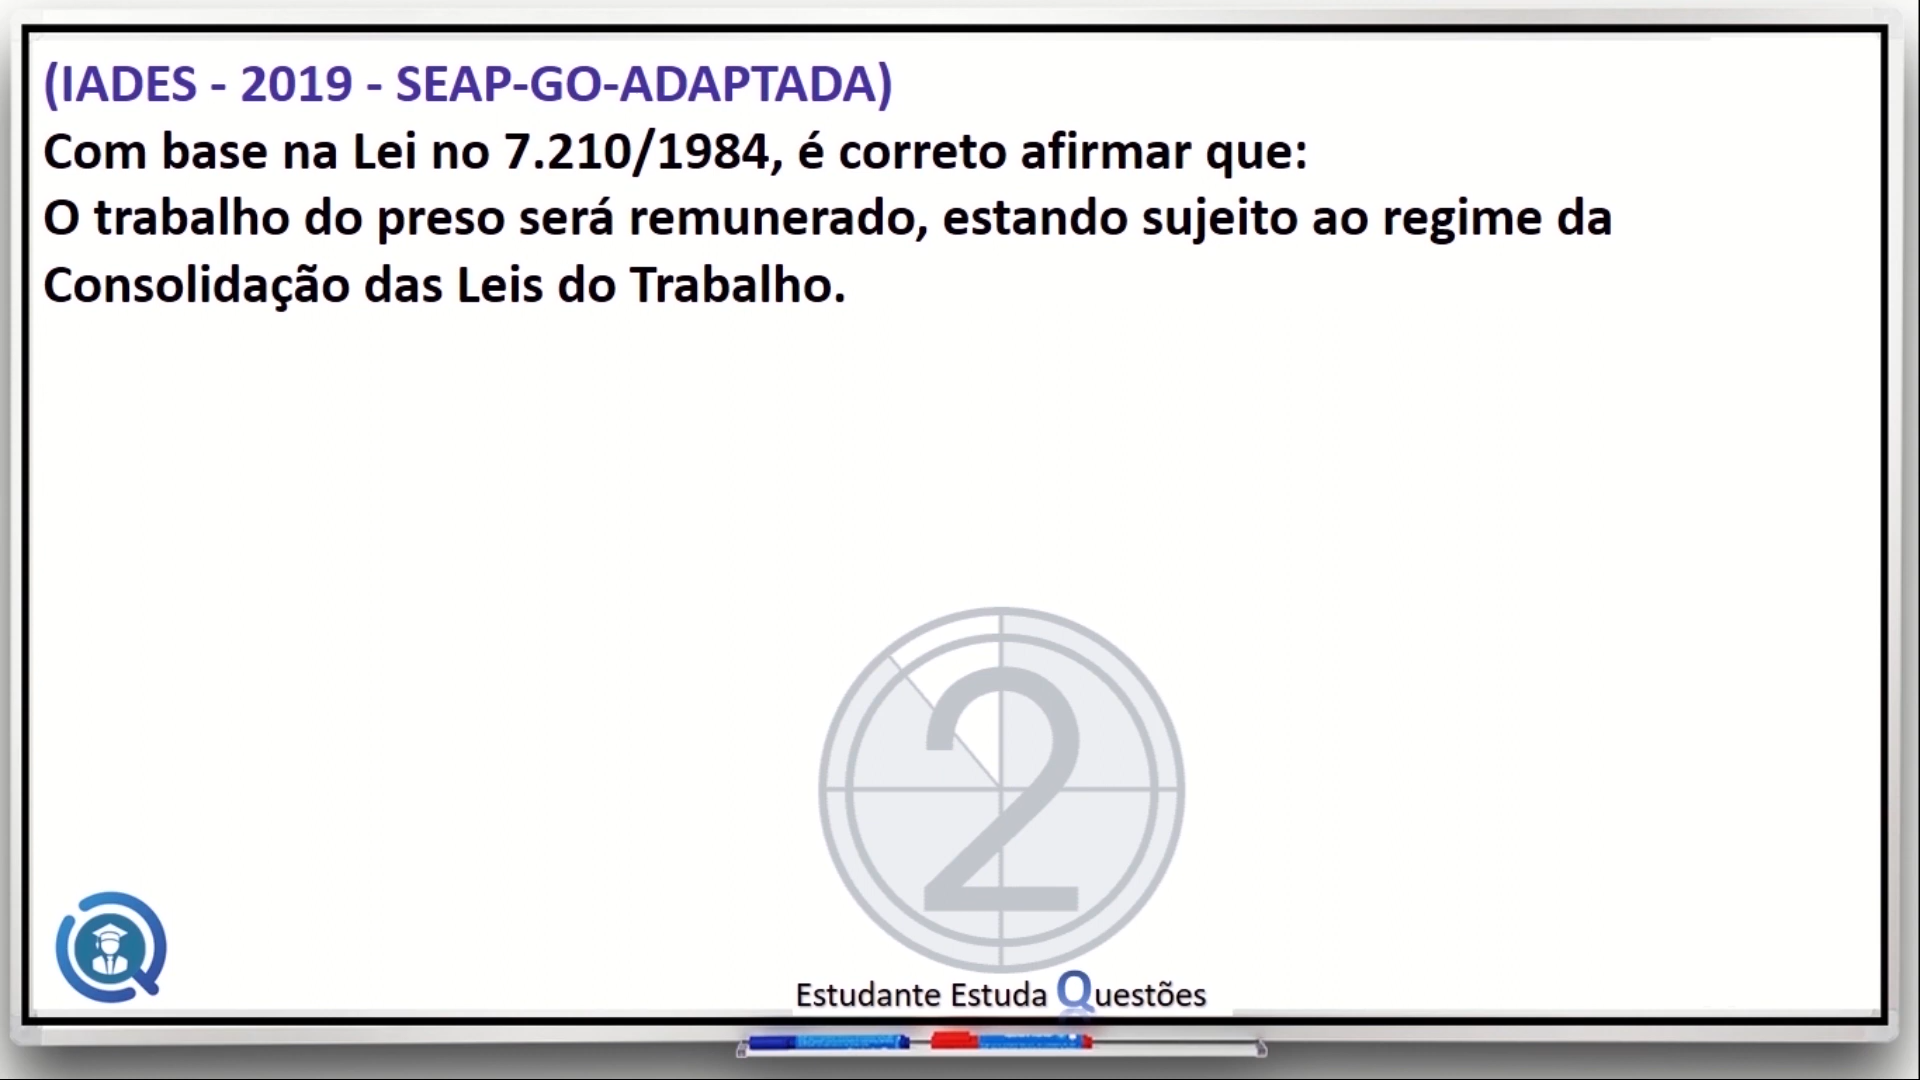 (IADES - 2019 - SEAP-GO-ADAPTADA)
Com base na Lei no 7.210/1984, é correto afirmar que:
O trabalho do preso será remunerado, estando sujeito ao regime da
Consolidação das Leis do Trabalho.
2
Estudante Estuda Questões